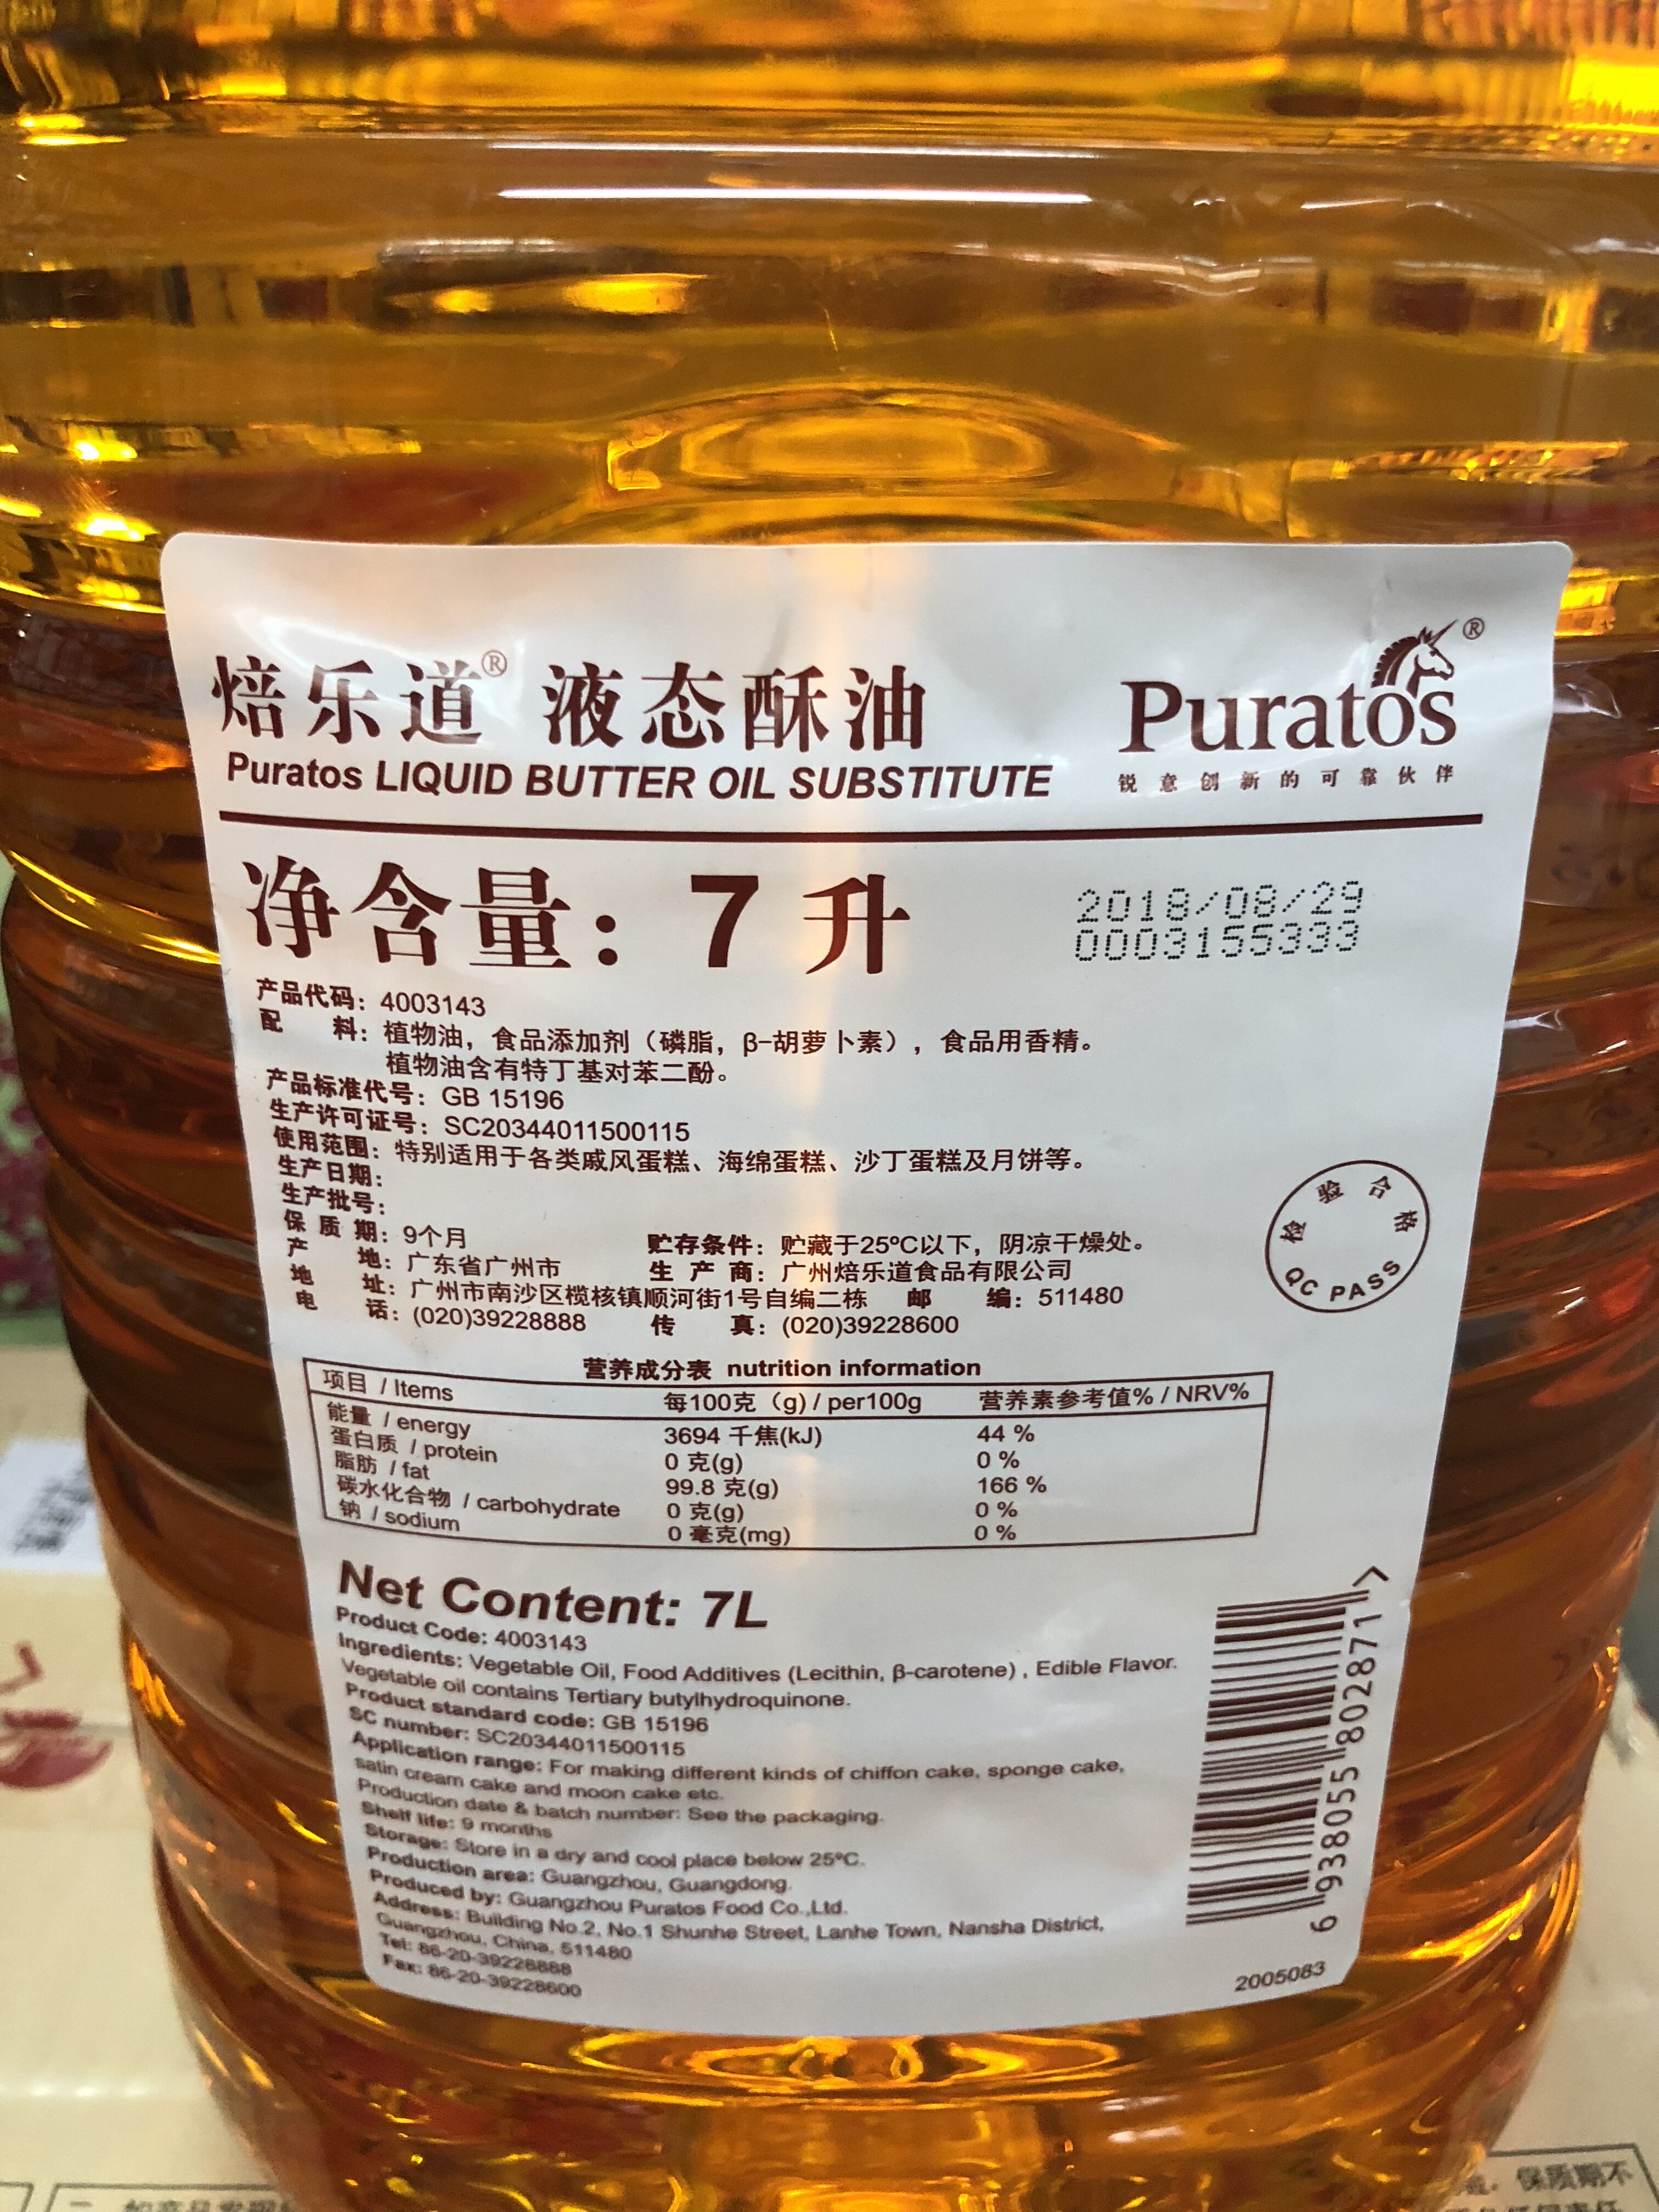 焙乐道® 液态酥油
Puratos LIQUID BUTTER OIL SUBSTITUTE
Puratos®
锐意创新的可靠伙伴
净含量：7升
2018/08/29
0003155333
产品代码：4003143
配 料：植物油，食品添加剂（磷脂，β-胡萝卜素），食品用香精。
植物油含有特丁基对苯二酚。
产品标准代号：GB 15196
生产许可证号：SC20344011500115
使用范围：特别适用于各类戚风蛋糕、海绵蛋糕、沙丁蛋糕及月饼等。
生产日期：
生产批号：
保 质 期：9个月 贮存条件：贮藏于25℃以下，阴凉干燥处。
产 地：广东省广州市 生 产 商：广州焙乐道食品有限公司
地 址：广州市南沙区榄核镇顺河街1号自编二栋 邮 编：511480
电 话：(020)39228888 传 真：(020)39228600
检验合格
QC PASS
营养成分表 nutrition information
项目 / Items 每100克（g) / per100g 营养素参考值% / NRV%
能量 / energy 3694 千焦(kJ) 44 %
蛋白质 / protein 0 克(g) 0 %
脂肪 / fat 99.8 克(g) 166 %
碳水化合物 / carbohydrate 0 克(g) 0 %
钠 / sodium 0 毫克(mg) 0 %
Net Content: 7L
Product Code: 4003143
Ingredients: Vegetable Oil, Food Additives (Lecithin, β-carotene) , Edible Flavor.
Vegetable oil contains Tertiary butylhydroquinone.
Product standard code: GB 15196
SC number: SC20344011500115
Application range: For making different kinds of chiffon cake, sponge cake,
satin cream cake and moon cake etc.
Production date & batch number: See the packaging.
Shelf life: 9 months
Storage: Store in a dry and cool place below 25℃.
Production area: Guangzhou, Guangdong.
Produced by: Guangzhou Puratos Food Co.,Ltd.
Address: Building No.2, No.1 Shunhe Street, Lanhe Town, Nansha District,
Guangzhou, China, 511480
Tel: 86-20-39228888
Fax: 86-20-39228600
6 938055 802871 >
2005083
保质期不